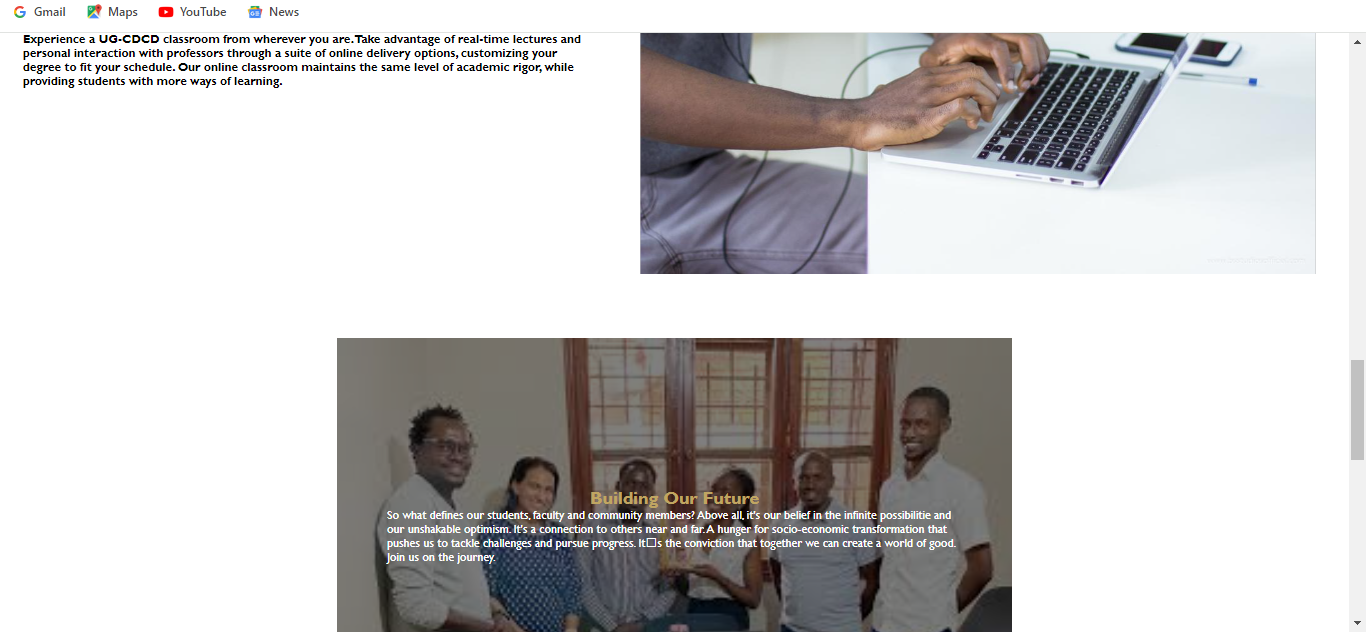 Gmail Maps YouTube News
Experience a UG-CDCD classroom from wherever you are. Take advantage of real-time lectures and
personal interaction with professors through a suite of online delivery options, customizing your
degree to fit your schedule. Our online classroom maintains the same level of academic rigor, while
providing students with more ways of learning.
Building Our Future
So what defines our students, faculty and community members? Above all, it's our belief in the infinite possibilitie and
our unshakable optimism. It's a connection to others near and far. A hunger for socio-economic transformation that
pushes us to tackle challenges and pursue progress. It□s the conviction that together we can create a world of good.
Join us on the journey.